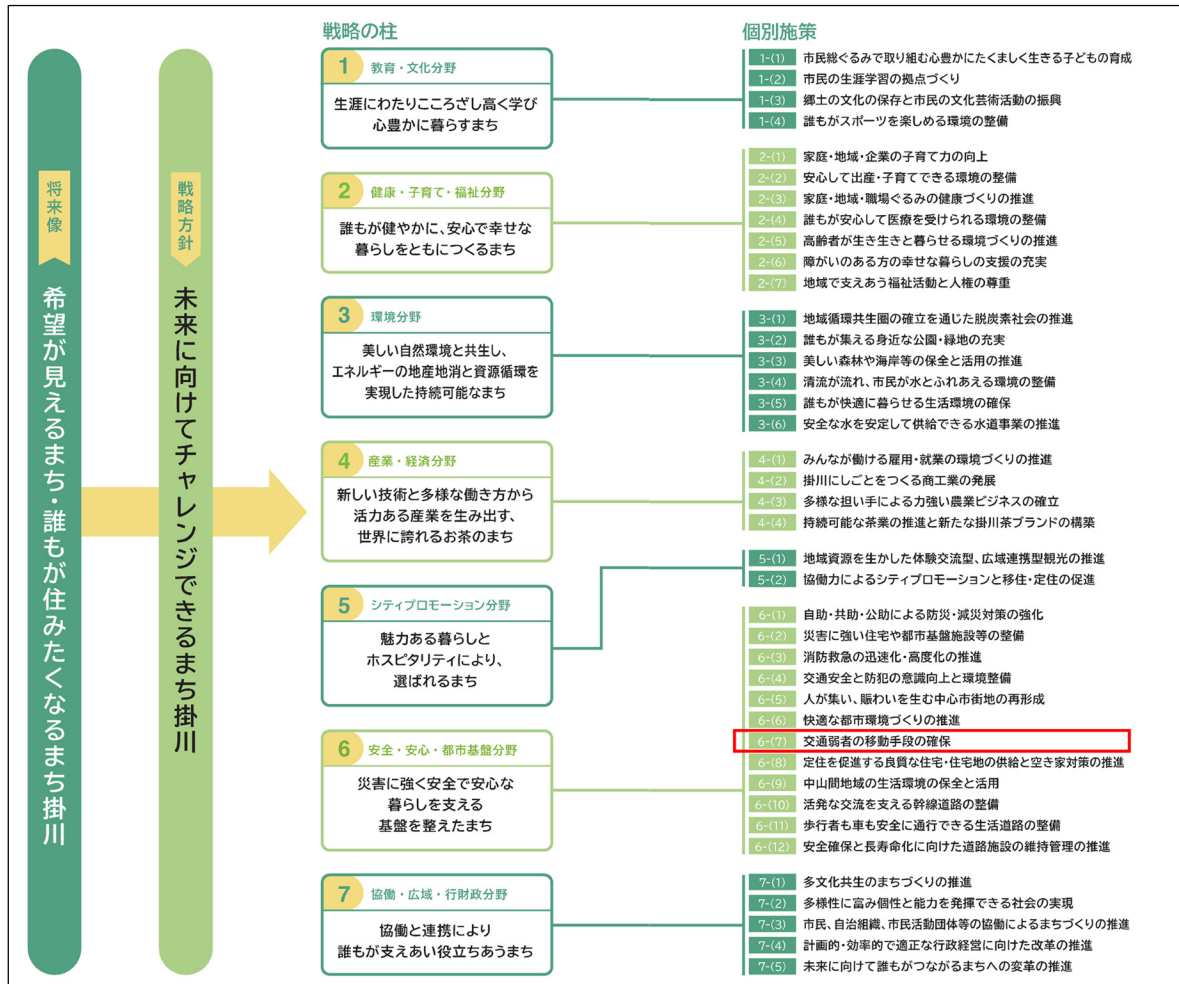 将来像
希望が見えるまち・誰もが住みたくなるまち掛川
戦略方針
未来に向けてチャレンジできるまち掛川
戦略の柱
1 教育・文化分野
生涯にわたりこころざし高く学び
心豊かに暮らすまち
2 健康・子育て・福祉分野
誰もが健やかに、安心で幸せな
暮らしをともにつくるまち
3 環境分野
美しい自然環境と共生し、
エネルギーの地産地消と資源循環を
実現した持続可能なまち
4 産業・経済分野
新しい技術と多様な働き方から
活力ある産業を生み出す、
世界に誇れるお茶のまち
5 シティプロモーション分野
魅力ある暮らしと
ホスピタリティにより、
選ばれるまち
6 安全・安心・都市基盤分野
災害に強く安全で安心な
暮らしを支える
基盤を整えたまち
7 協働・広域・行財政分野
協働と連携により
誰もが支えあい役立ちあうまち
個別施策
1-(1) 市民総ぐるみで取り組む心豊かにたくましく生きる子どもの育成
1-(2) 市民の生涯学習の拠点づくり
1-(3) 郷土の文化の保存と市民の文化芸術活動の振興
1-(4) 誰もがスポーツを楽しめる環境の整備
2-(1) 家庭・地域・企業の子育て力の向上
2-(2) 安心して出産・子育てできる環境の整備
2-(3) 家庭・地域・職場ぐるみの健康づくりの推進
2-(4) 誰もが安心して医療を受けられる環境の整備
2-(5) 高齢者が生き生きと暮らせる環境づくりの推進
2-(6) 障がいのある方の幸せな暮らしの支援の充実
2-(7) 地域で支えあう福祉活動と人権の尊重
3-(1) 地域循環共生圏の確立を通じた脱炭素社会の推進
3-(2) 誰もが集える身近な公園・緑地の充実
3-(3) 美しい森林や海岸等の保全と活用の推進
3-(4) 清流が流れ、市民が水とふれあえる環境の整備
3-(5) 誰もが快適に暮らせる生活環境の確保
3-(6) 安全な水を安定して供給できる水道事業の推進
4-(1) みんなが働ける雇用・就業の環境づくりの推進
4-(2) 掛川にしごとをつくる商工業の発展
4-(3) 多様な担い手による力強い農業ビジネスの確立
4-(4) 持続可能な茶業の推進と新たな掛川茶ブランドの構築
5-(1) 地域資源を生かした体験交流型、広域連携型観光の推進
5-(2) 協働力によるシティプロモーションと移住・定住の促進
6-(1) 自助・共助・公助による防災・減災対策の強化
6-(2) 災害に強い住宅や都市基盤施設等の整備
6-(3) 消防救急の迅速化・高度化の推進
6-(4) 交通安全と防犯の意識向上と環境整備
6-(5) 人が集い、賑わいを生む中心市街地の再形成
6-(6) 快適な都市環境づくりの推進
6-(7) 交通弱者の移動手段の確保
6-(8) 定住を促進する良質な住宅・住宅地の供給と空き家対策の推進
6-(9) 中山間地域の生活環境の保全と活用
6-(10) 活発な交流を支える幹線道路の整備
6-(11) 歩行者も車も安全に通行できる生活道路の整備
6-(12) 安全確保と長寿命化に向けた道路施設の維持管理の推進
7-(1) 多文化共生のまちづくりの推進
7-(2) 多様性に富み個性と能力を発揮できる社会の実現
7-(3) 市民、自治組織、市民活動団体等の協働によるまちづくりの推進
7-(4) 計画的・効率的で適正な行政経営に向けた改革の推進
7-(5) 未来に向けて誰もがつながるまちへの変革の推進